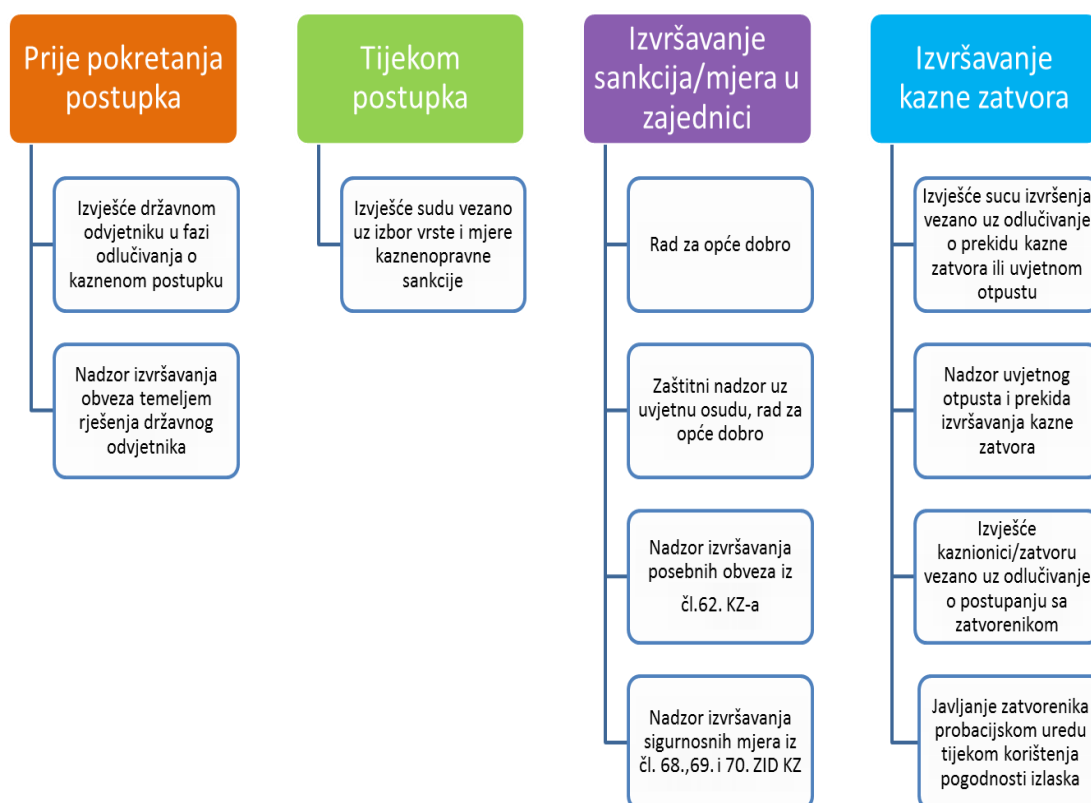 Prije pokretanja
postupka
Izvješće državnom
odvjetniku u fazi
odlučivanja o
kaznenom postupku
Nadzor izvršavanja
obveza temeljem
rješenja državnog
odvjetnika
Tijekom
postupka
Izvješće sudu vezano
uz izbor vrste i mjere
kaznenopravne
sankcije
Izvršavanje
sankcija/mjera u
zajednici
Rad za opće dobro
Zaštitni nadzor uz
uvjetnu osudu, rad za
opće dobro
Nadzor izvršavanja
posebnih obveza iz
čl.62. KZ-a
Nadzor izvršavanja
sigurnosnih mjera iz
čl. 68.,69. i 70. ZID KZ
Izvršavanje
kazne zatvora
Izvješće sucu izvršenja
vezano uz odlučivanje
o prekidu kazne
zatvora ili uvjetnom
otpustu
Nadzor uvjetnog
otpusta i prekida
izvršavanja kazne
zatvora
Izvješće
kaznionici/zatvoru
vezano uz odlučivanje
o postupanju sa
zatvorenikom
Javljanje zatvorenika
probacijskom uredu
tijekom korištenja
pogodnosti izlaska